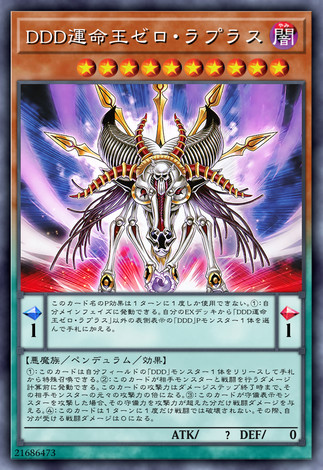 DDD運命王ゼロ・ラプラス
闇
やみ
このカード名のP効果は1ターンに1度しか使用できない。①：自
分メインフェイズに発動できる。自分のEXデッキから「DDD運命
王ゼロ・ラプラス」以外の表側表示の「DDD」Pモンスター1体を選
んで手札に加える。
1
1
【悪魔族／ペンデュラム／効果】
①：このカードは自分フィールドの「DDD」モンスター1体をリリースして手札
から特殊召喚できる。②：このカードが相手モンスターと戦闘を行うダメージ
計算前に発動できる。このカードの攻撃力はダメージステップ終了時まで、そ
の相手モンスターの元々の攻撃力の倍になる。③：このカードが守備表示モン
スターを攻撃した場合、その守備力を攻撃力が超えた分だけ戦闘ダメージを与
える。④：このカードは1ターンに1度だけ戦闘では破壊されない。その際、自
分が受ける戦闘ダメージは0になる。
ATK/ ? DEF/ 0
21686473